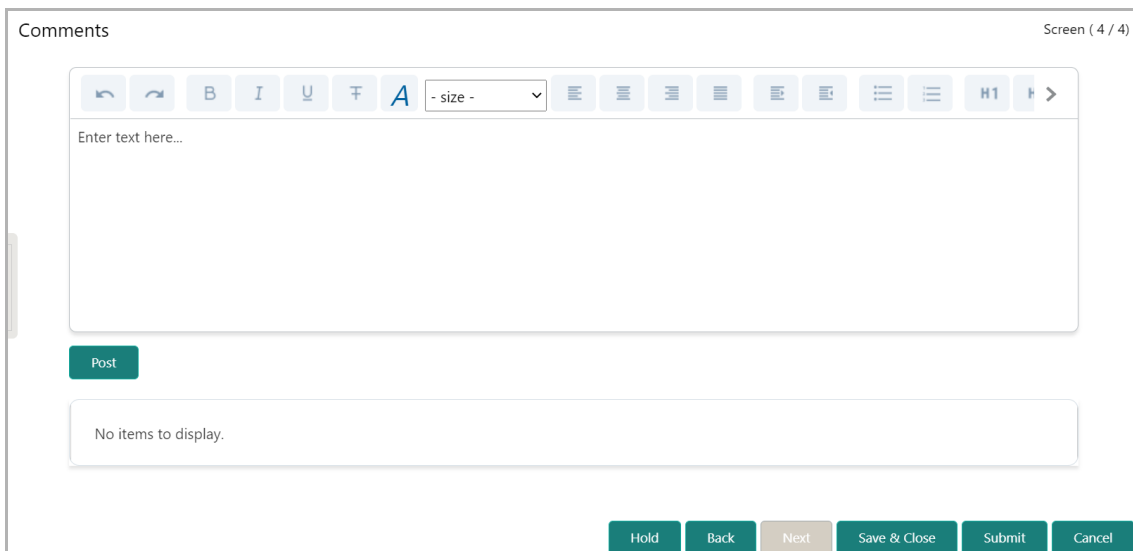 Comments
Screen ( 4 / 4)
B I U T A - size - H1
Enter text here...
Post
No items to display.
Hold Back Next Save & Close Submit Cancel